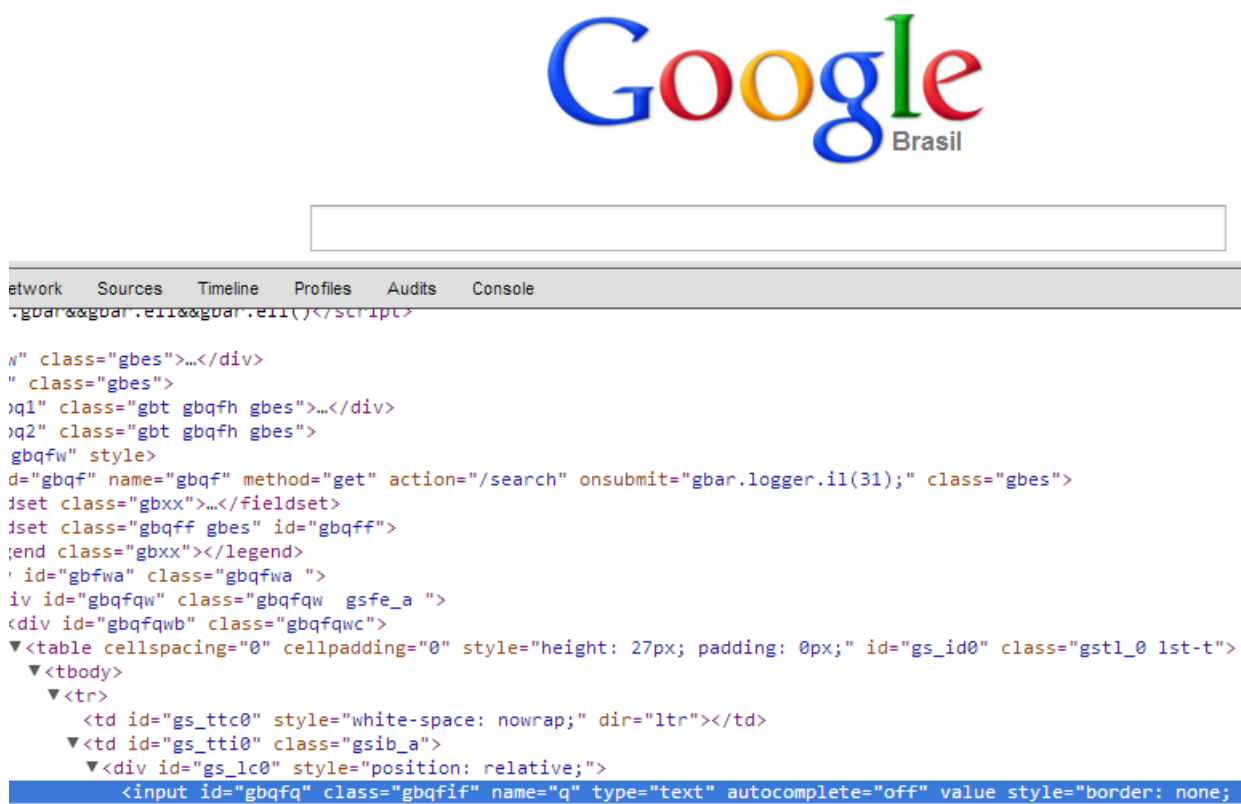 Google
Brasil
etwork Sources Timeline Profiles Audits Console
.gbar&&gbar.eli&&gbar.eli()</script>
w" class="gbes">…</div>
" class="gbes">
bq1" class="gbt gbqfh gbes">…</div>
bq2" class="gbt gbqfh gbes">
gbqfw" style>
d="gbqf" name="gbqf" method="get" action="/search" onsubmit="gbar.logger.il(31);" class="gbes">
dset class="gbxx">…</fieldset>
dset class="gbqff gbes" id="gbqff">
gend class="gbxx"></legend>
id="gbfwa" class="gbqfwa ">
iv id="gbqfqw" class="gbqfqw gsfe_a ">
<div id="gbqfqwb" class="gbqfqwc">
▼<table cellspacing="0" cellpadding="0" style="height: 27px; padding: 0px;" id="gs_id0" class="gstl_0 lst-t">
▼<tbody>
▼<tr>
<td id="gs_ttc0" style="white-space: nowrap;" dir="ltr"></td>
▼<td id="gs_tti0" class="gsib_a">
▼<div id="gs_lc0" style="position: relative;">
<input id="gbqfq" class="gbqfif" name="q" type="text" autocomplete="off" value style="border: none;